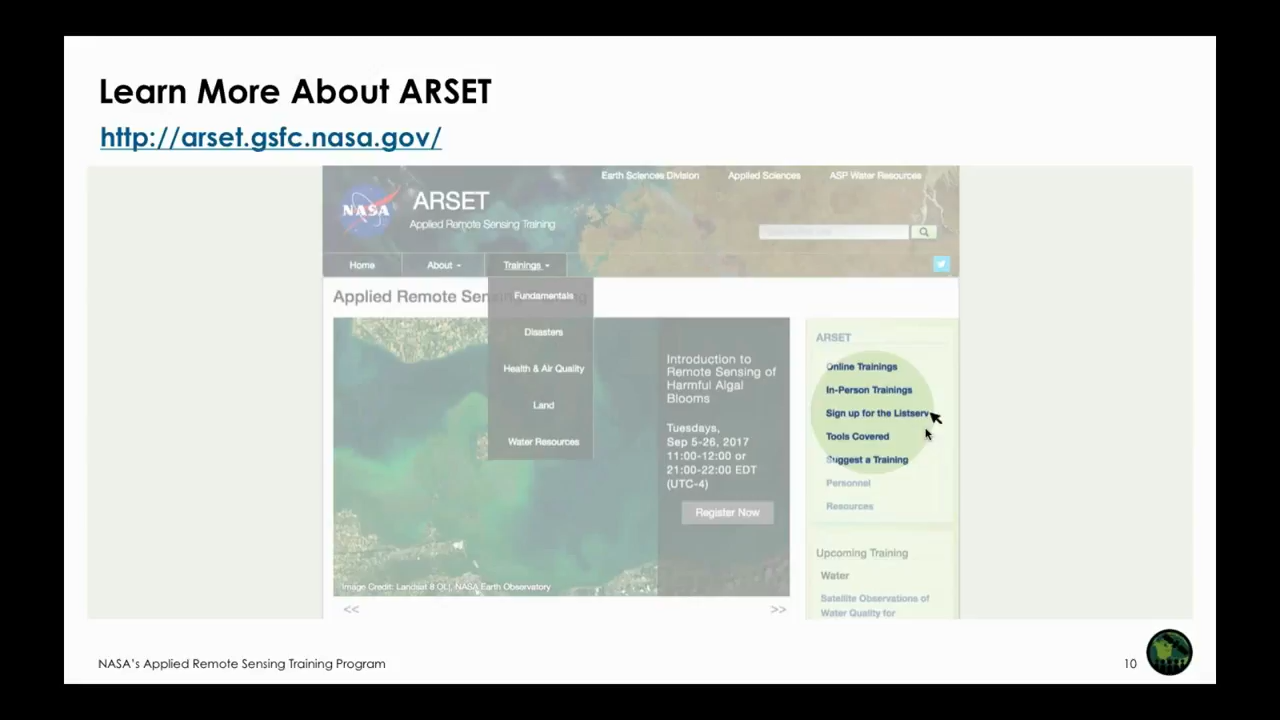 Learn More About ARSET
http://arset.gsfc.nasa.gov/
Earth Sciences Division
Applied Sciences
ASP Water Resources
NASA
ARSET
Applied Remote Sensing Training
Home
About
Trainings
Applied Remote Sen
Fundamentals
Disasters
Health & Air Quality
Land
Water Resources
Introduction to
Remote Sensing of
Harmful Algal
Blooms
Tuesdays,
Sep 5-26, 2017
11:00-12:00 or
21:00-22:00 EDT
(UTC-4)
Register Now
Image Credit: Landsat 8 OLI, NASA Earth Observatory
<<
>>
ARSET
Online Trainings
In-Person Trainings
Sign up for the Listserv
Tools Covered
Suggest a Training
Personnel
Resources
Upcoming Training
Water
Satellite Observations of
Water Quality for
NASA's Applied Remote Sensing Training Program
10